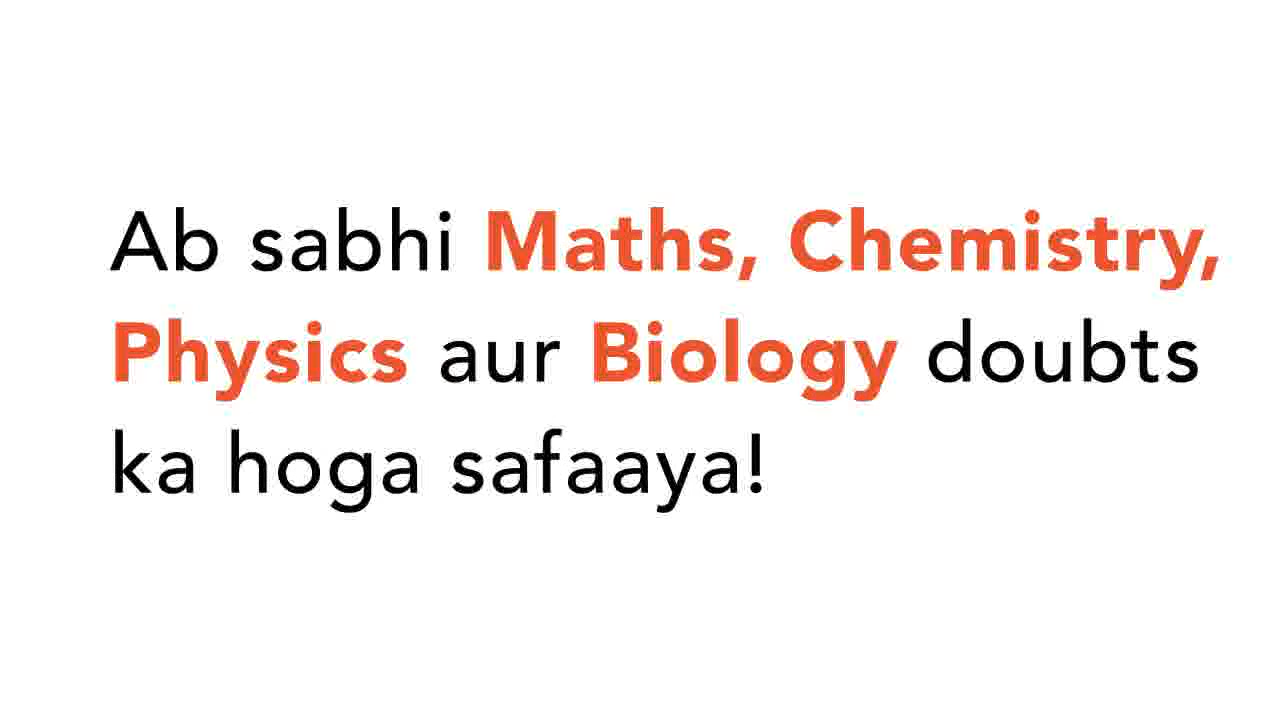 Ab sabhi Maths, Chemistry,
Physics aur Biology doubts
ka hoga safaaya!